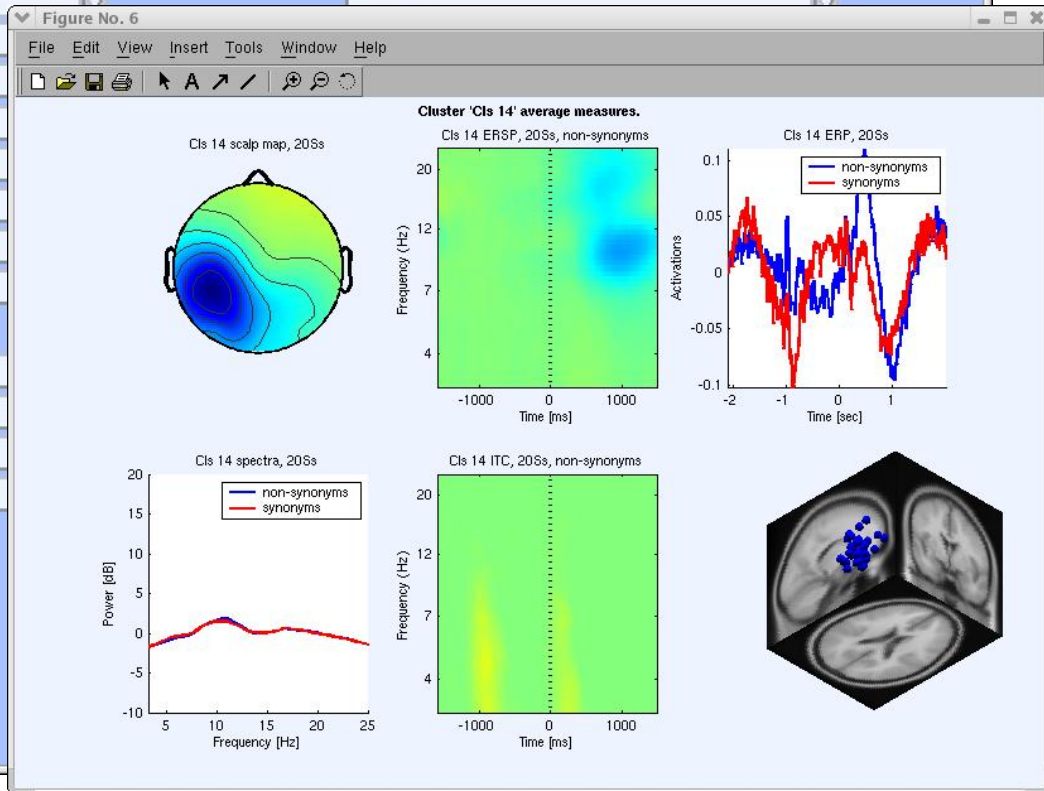 Figure No. 6
File Edit View Insert Tools Window Help
A
Cluster 'Cls 14' average measures.
Cls 14 scalp map, 20Ss
Cls 14 ERSP, 20Ss, non-synonyms
20
12
7
4
Frequency (Hz)
-1000 0 1000
Time [ms]
Cls 14 ERP, 20Ss
non-synonyms
synonyms
0.1
0.05
0
-0.05
-0.1
Activations
-2 -1 0 1
Time [sec]
Cls 14 spectra, 20Ss
non-synonyms
synonyms
20
15
10
5
0
-5
-10
Power [dB]
5 10 15 20 25
Frequency [Hz]
Cls 14 ITC, 20Ss, non-synonyms
20
12
7
4
Frequency (Hz)
-1000 0 1000
Time [ms]